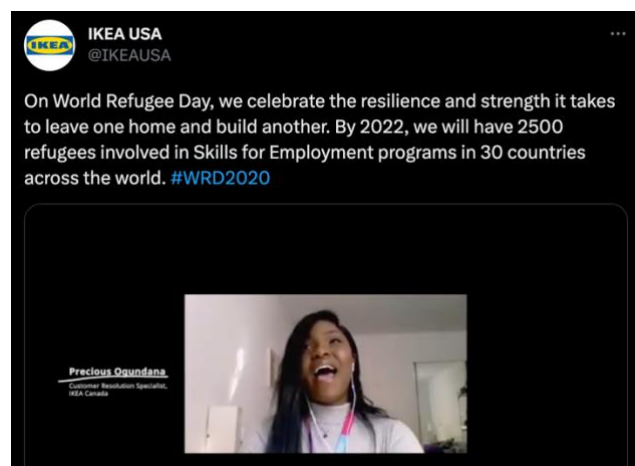 IKEA
IKEA USA
@IKEAUSA
On World Refugee Day, we celebrate the resilience and strength it takes
to leave one home and build another. By 2022, we will have 2500
refugees involved in Skills for Employment programs in 30 countries
across the world. #WRD2020
Precious Ogundana
Customer Resolution Specialist,
IKEA Canada